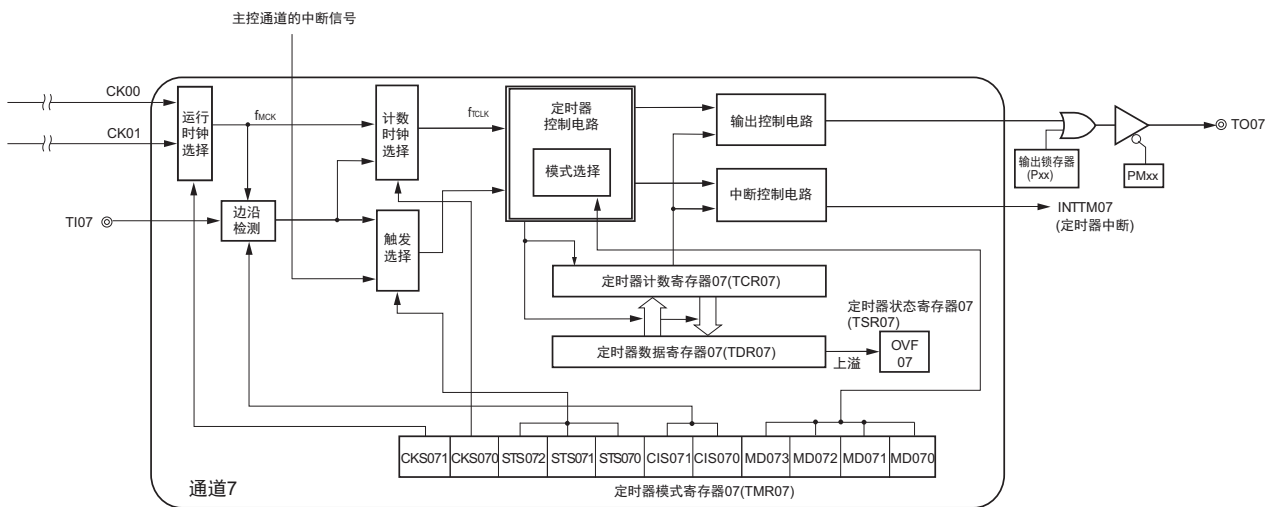 主控通道的中断信号
CK00
CK01
运行
时钟
选择
fMCK
计数
时钟
选择
fTCLK
定时器
控制电路
模式选择
输出控制电路
中断控制电路
输出锁存器
(Pxx)
PMxx
TO07
INTTM07
(定时器中断)
TI07
边沿
检测
触发
选择
定时器计数寄存器07(TCR07)
定时器数据寄存器07(TDR07)
上溢
定时器状态寄存器07
(TSR07)
OVF
07
CKS071 CKS070 STS072 STS071 STS070 CIS071 CIS070 MD073 MD072 MD071 MD070
定时器模式寄存器07(TMR07)
通道7